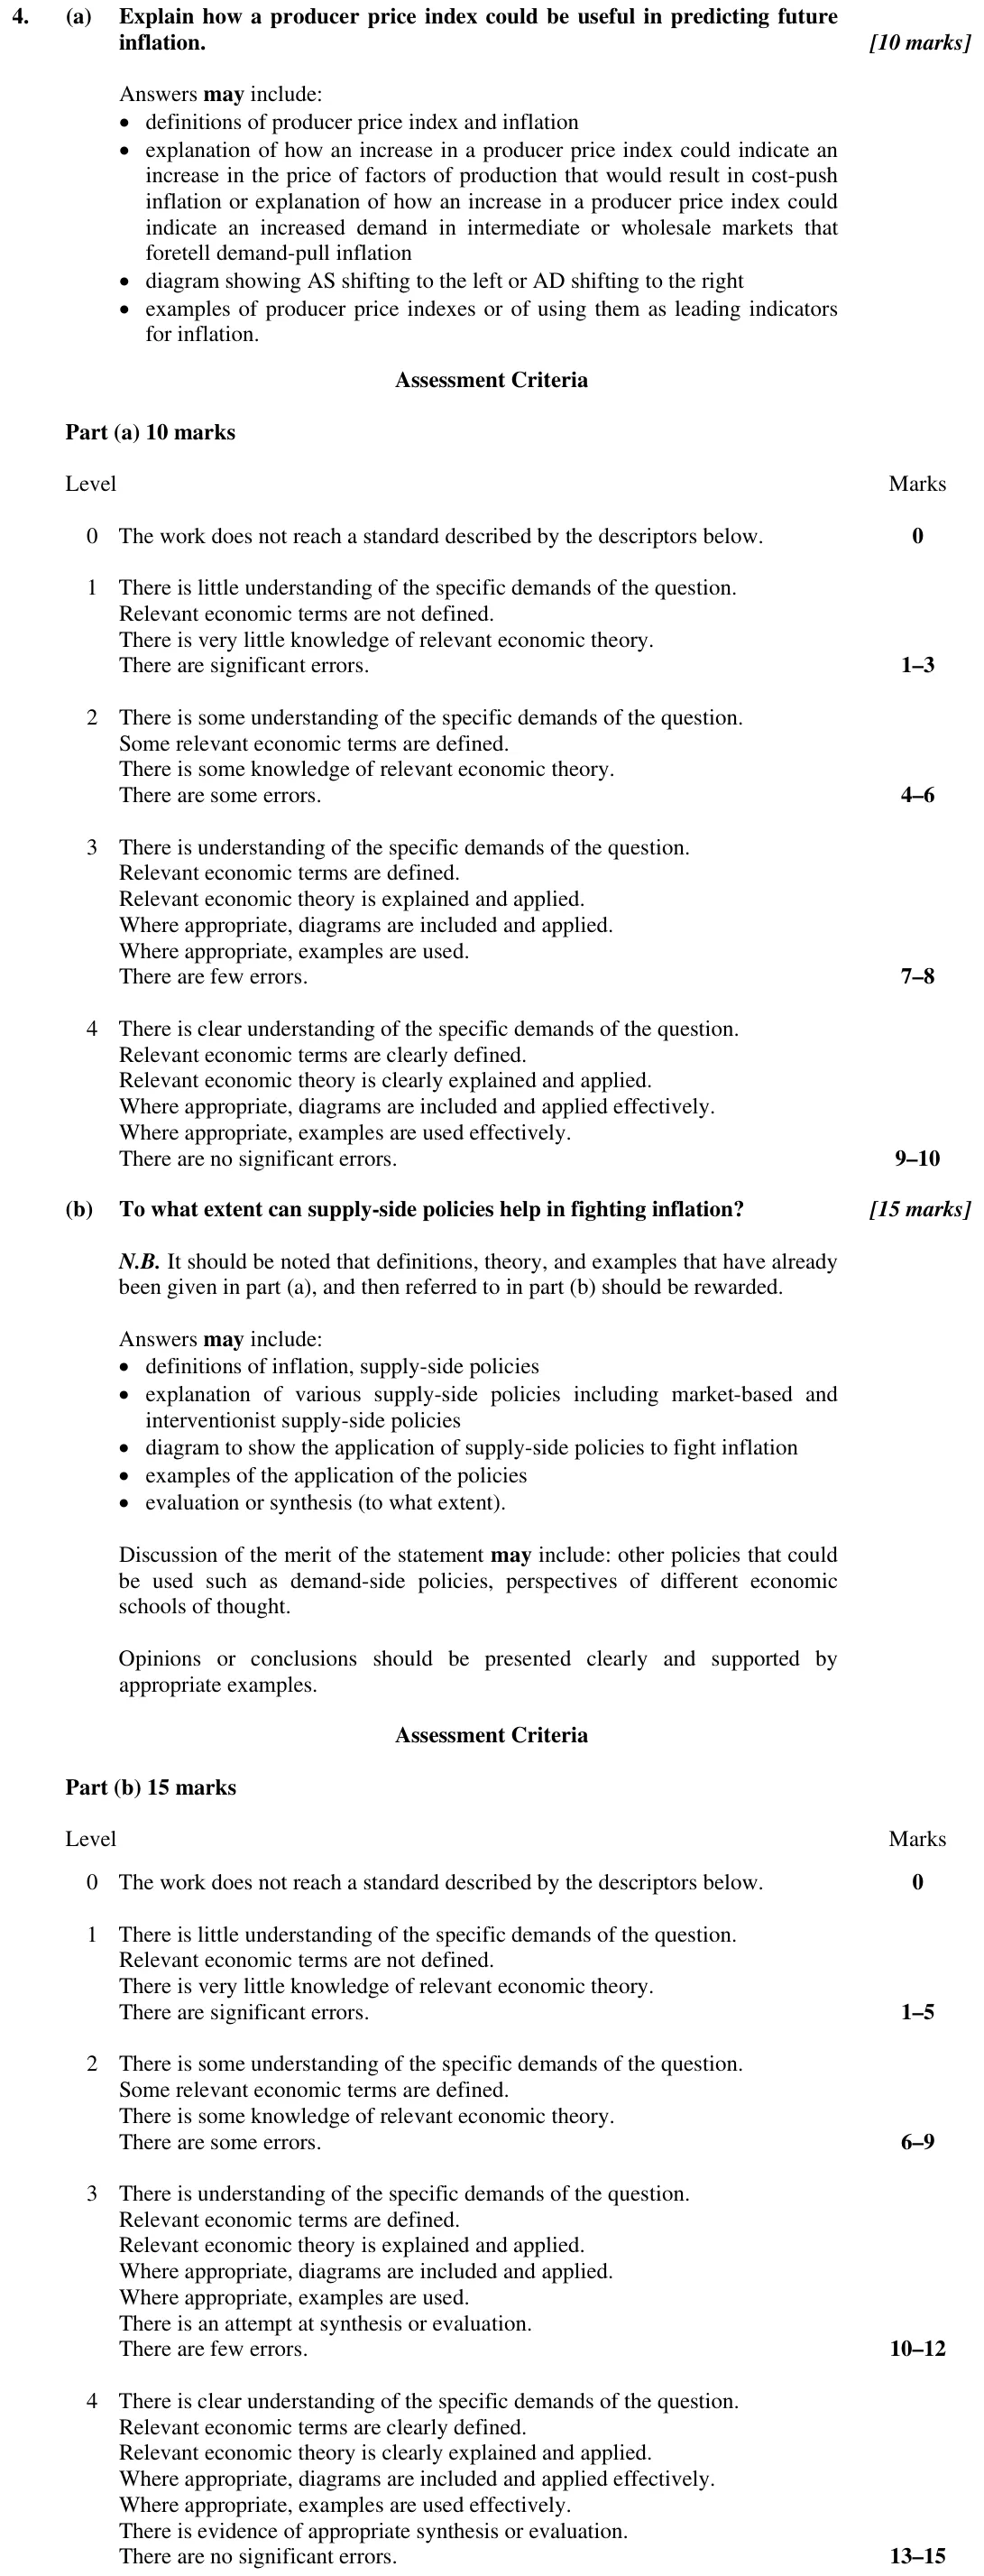 4. (a) Explain how a producer price index could be useful in predicting future
inflation. [10 marks]
Answers may include:
• definitions of producer price index and inflation
• explanation of how an increase in a producer price index could indicate an
increase in the price of factors of production that would result in cost-push
inflation or explanation of how an increase in a producer price index could
indicate an increased demand in intermediate or wholesale markets that
foretell demand-pull inflation
• diagram showing AS shifting to the left or AD shifting to the right
• examples of producer price indexes or of using them as leading indicators
for inflation.
Assessment Criteria
Part (a) 10 marks
Level Marks
0 The work does not reach a standard described by the descriptors below. 0
1 There is little understanding of the specific demands of the question.
Relevant economic terms are not defined.
There is very little knowledge of relevant economic theory.
There are significant errors. 1–3
2 There is some understanding of the specific demands of the question.
Some relevant economic terms are defined.
There is some knowledge of relevant economic theory.
There are some errors. 4–6
3 There is understanding of the specific demands of the question.
Relevant economic terms are defined.
Relevant economic theory is explained and applied.
Where appropriate, diagrams are included and applied.
Where appropriate, examples are used.
There are few errors. 7–8
4 There is clear understanding of the specific demands of the question.
Relevant economic terms are clearly defined.
Relevant economic theory is clearly explained and applied.
Where appropriate, diagrams are included and applied effectively.
Where appropriate, examples are used effectively.
There are no significant errors. 9–10
(b) To what extent can supply-side policies help in fighting inflation? [15 marks]
N.B. It should be noted that definitions, theory, and examples that have already
been given in part (a), and then referred to in part (b) should be rewarded.
Answers may include:
• definitions of inflation, supply-side policies
• explanation of various supply-side policies including market-based and
interventionist supply-side policies
• diagram to show the application of supply-side policies to fight inflation
• examples of the application of the policies
• evaluation or synthesis (to what extent).
Discussion of the merit of the statement may include: other policies that could
be used such as demand-side policies, perspectives of different economic
schools of thought.
Opinions or conclusions should be presented clearly and supported by
appropriate examples.
Assessment Criteria
Part (b) 15 marks
Level Marks
0 The work does not reach a standard described by the descriptors below. 0
1 There is little understanding of the specific demands of the question.
Relevant economic terms are not defined.
There is very little knowledge of relevant economic theory.
There are significant errors. 1–5
2 There is some understanding of the specific demands of the question.
Some relevant economic terms are defined.
There is some knowledge of relevant economic theory.
There are some errors. 6–9
3 There is understanding of the specific demands of the question.
Relevant economic terms are defined.
Relevant economic theory is explained and applied.
Where appropriate, diagrams are included and applied.
Where appropriate, examples are used.
There is an attempt at synthesis or evaluation.
There are few errors. 10–12
4 There is clear understanding of the specific demands of the question.
Relevant economic terms are clearly defined.
Relevant economic theory is clearly explained and applied.
Where appropriate, diagrams are included and applied effectively.
Where appropriate, examples are used effectively.
There is evidence of appropriate synthesis or evaluation.
There are no significant errors. 13–15